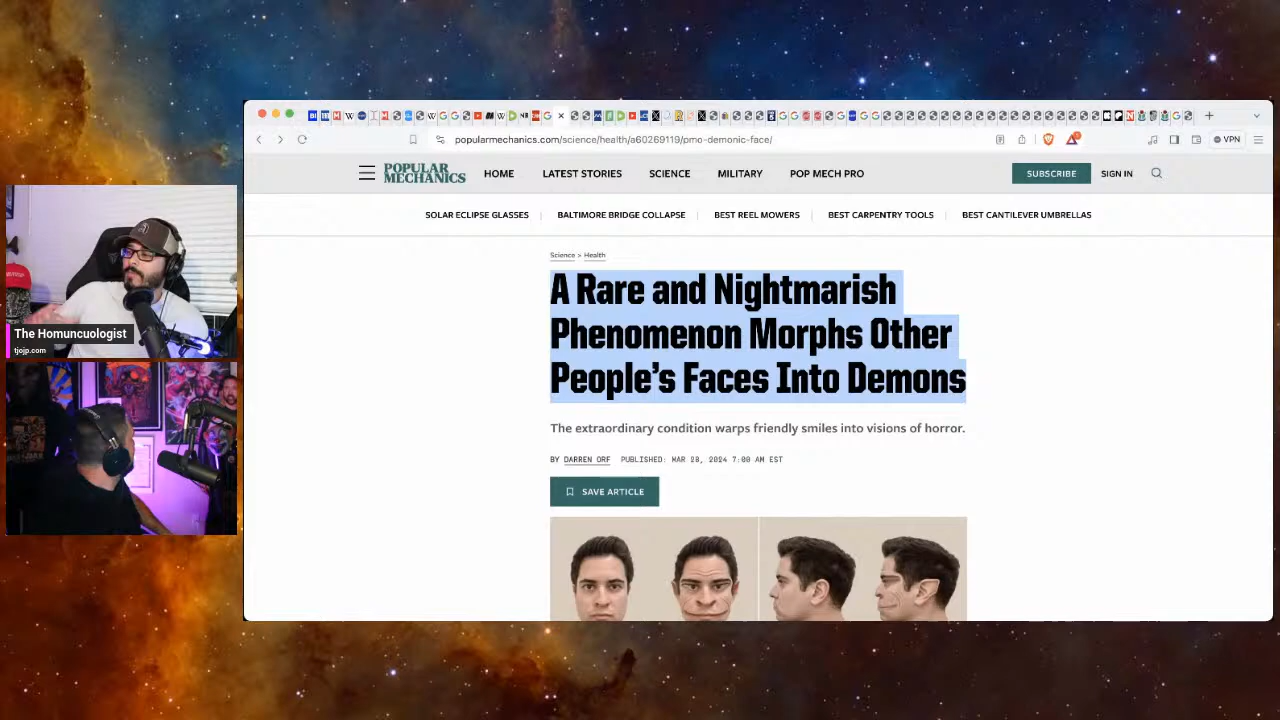 popularmechanics.com/science/health/a60269119/pmo-demonic-face/
VPN
POPULAR
MECHANICS
HOME
LATEST STORIES
SCIENCE
MILITARY
POP MECH PRO
SUBSCRIBE
SIGN IN
SOLAR ECLIPSE GLASSES
BALTIMORE BRIDGE COLLAPSE
BEST REEL MOWERS
BEST CARPENTRY TOOLS
BEST CANTILEVER UMBRELLAS
Science > Health
A Rare and Nightmarish
Phenomenon Morphs Other
People’s Faces Into Demons
The extraordinary condition warps friendly smiles into visions of horror.
BY DARREN ORF PUBLISHED: MAR 28, 2024 7:00 AM EST
SAVE ARTICLE
The Homuncuologist
tjojp.com